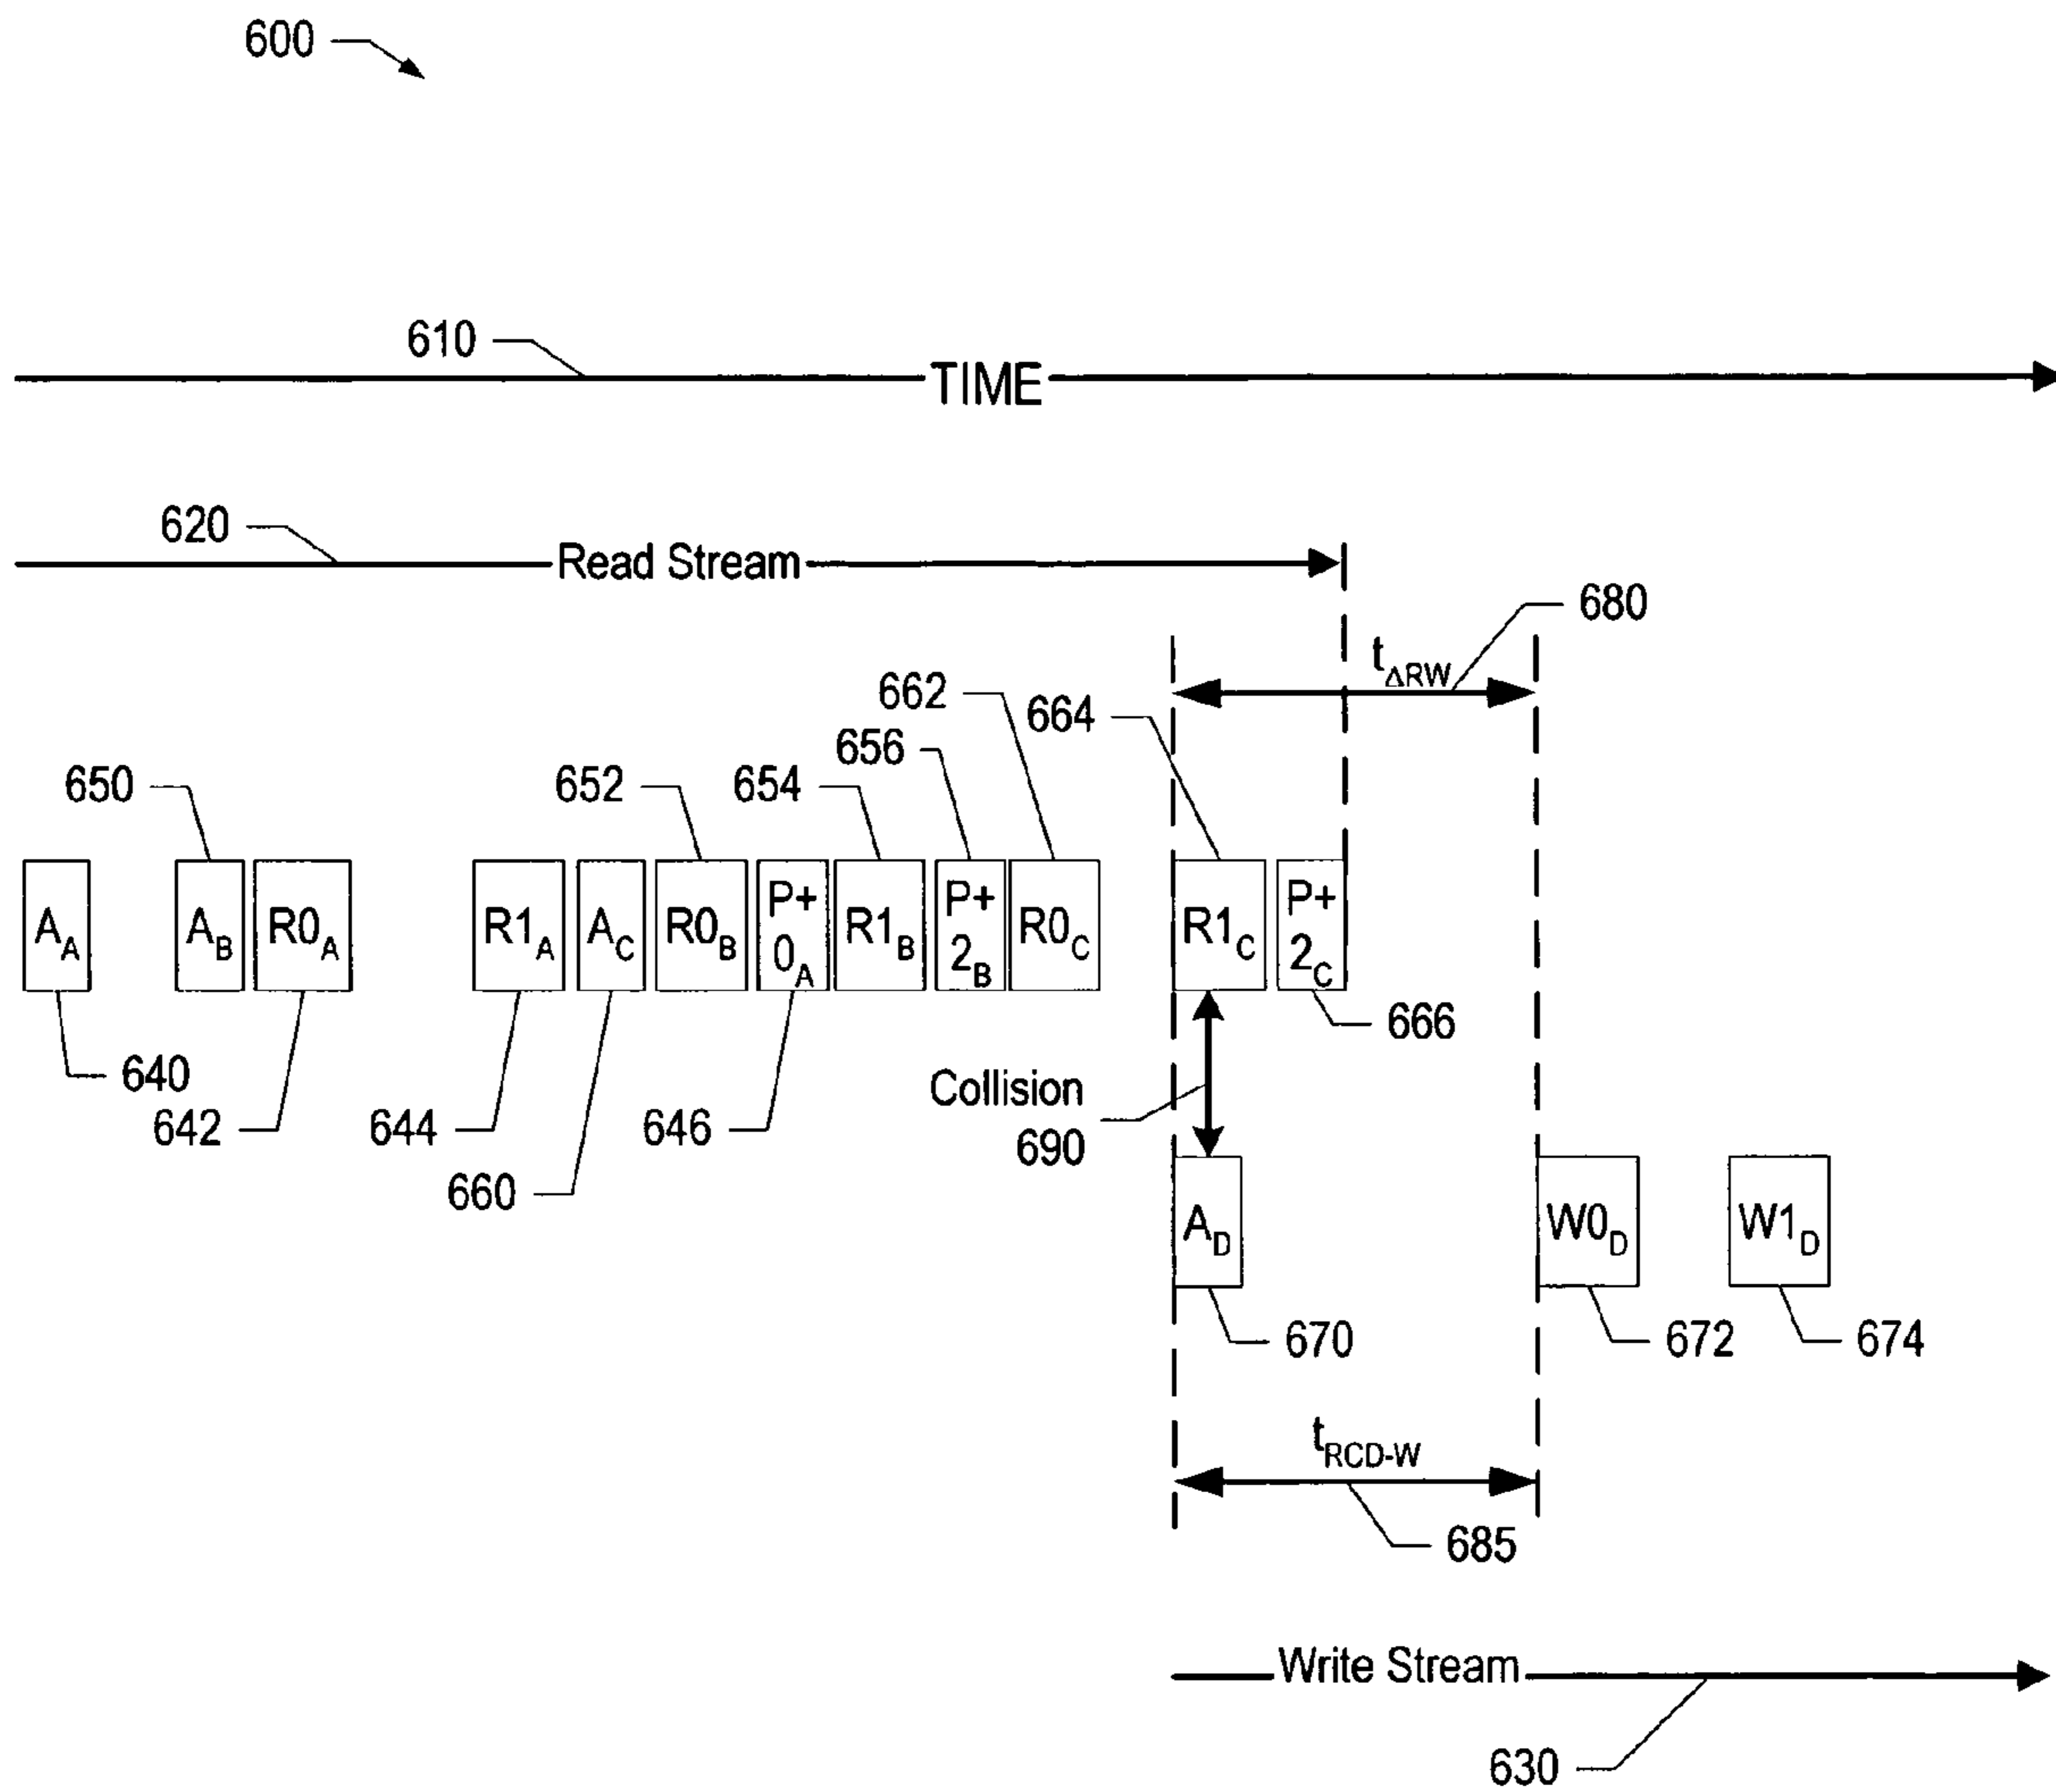 600
610
TIME
620
Read Stream
680
t∆RW
662
664
656
650
652
654
AA
AB
R0A
R1A
AC
R0B
P+
0A
R1B
P+
2B
R0C
R1C
P+
2C
666
640
Collision
642
644
646
690
660
AD
W0D
W1D
670
672
674
tRCD-W
685
Write Stream
630